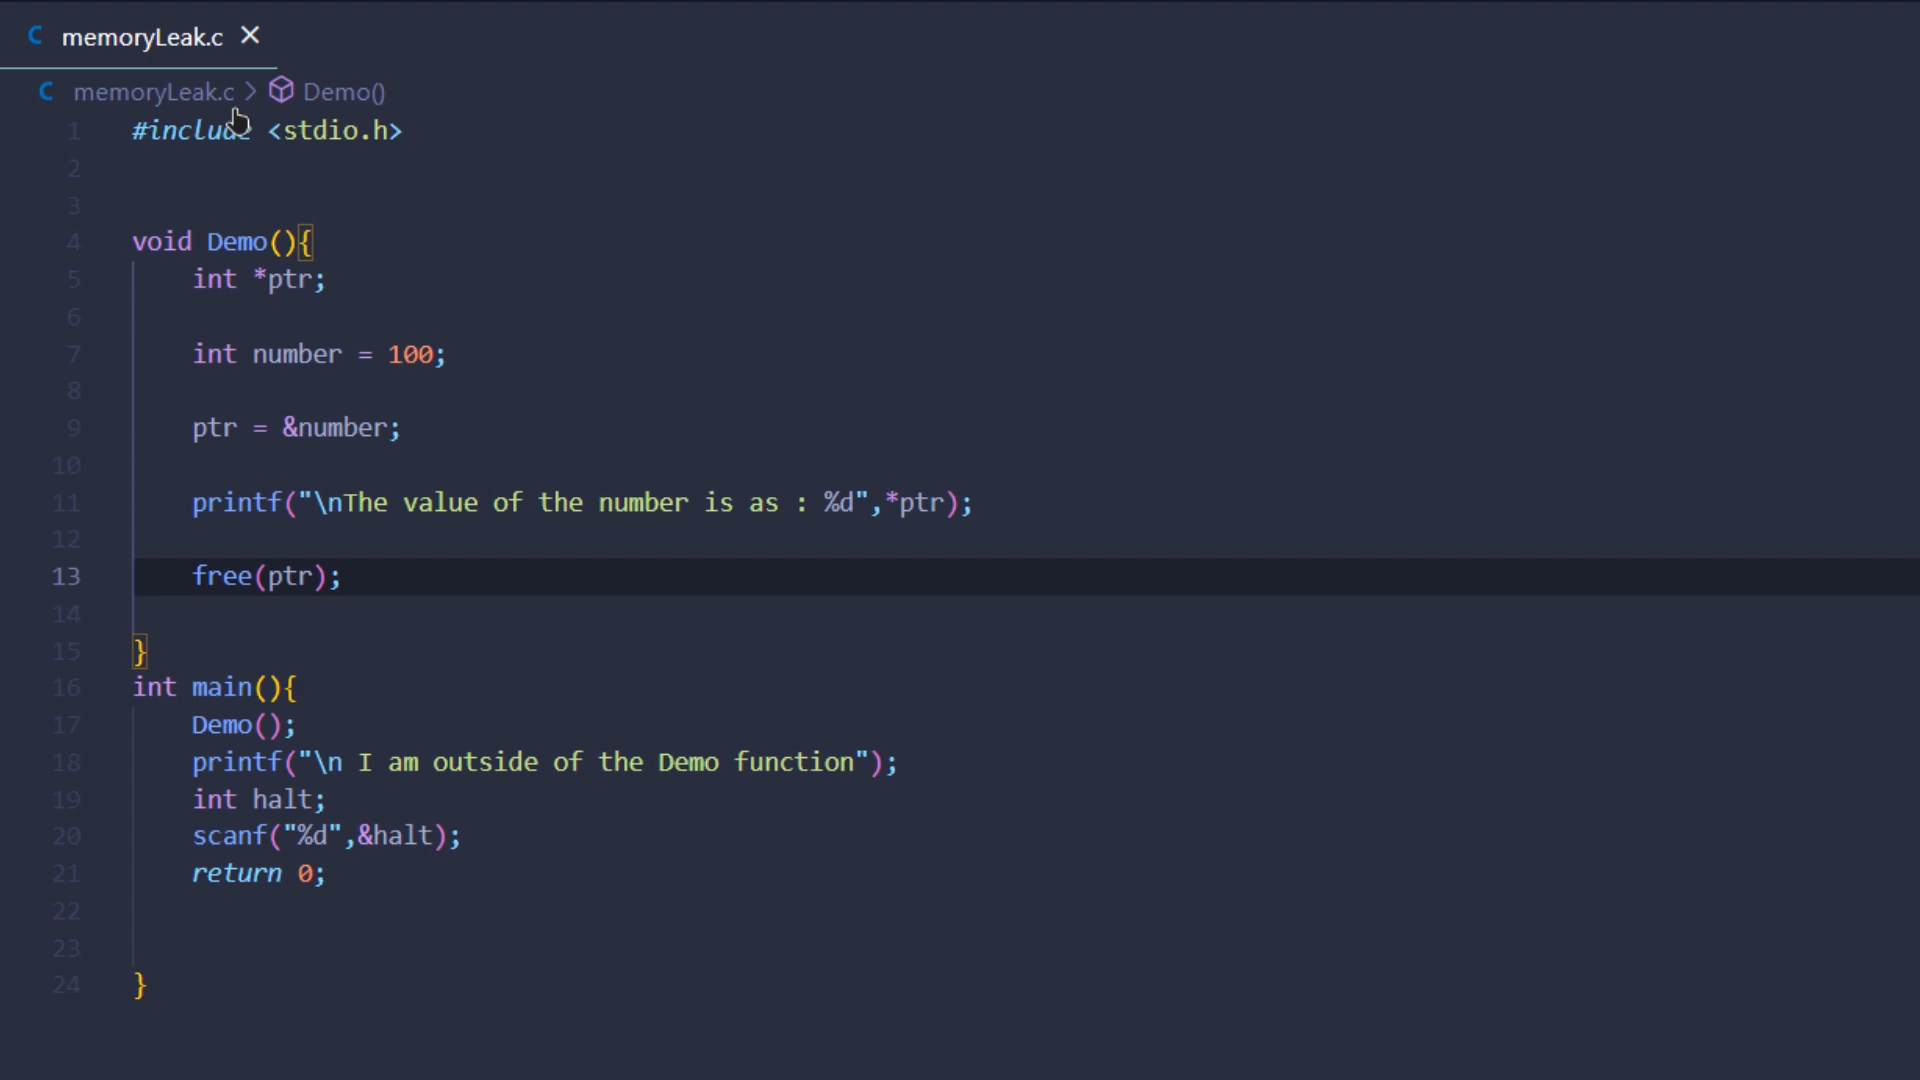 C memoryLeak.c ×
C memoryLeak.c > Demo()
1 #include <stdio.h>
2
3
4 void Demo(){
5 int *ptr;
6
7 int number = 100;
8
9 ptr = &number;
10
11 printf("\nThe value of the number is as : %d",*ptr);
12
13 free(ptr);
14
15 }
16 int main(){
17 Demo();
18 printf("\n I am outside of the Demo function");
19 int halt;
20 scanf("%d",&halt);
21 return 0;
22
23
24 }